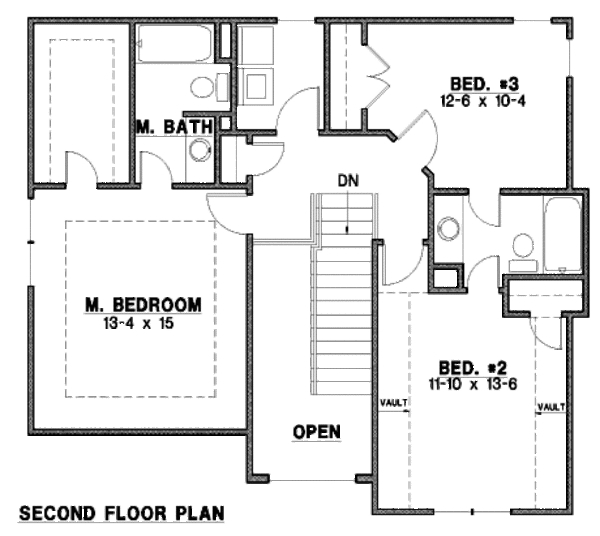 BED. #3
12-6 x 10-4
M. BATH
DN
M. BEDROOM
13-4 x 15
BED. #2
11-10 x 13-6
VAULT
VAULT
OPEN
SECOND FLOOR PLAN